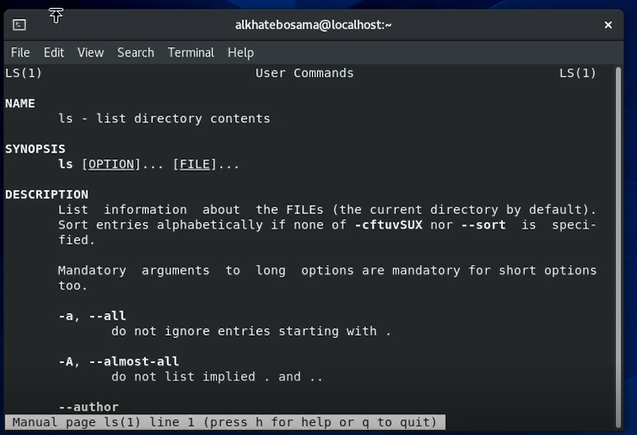 alkhatebosama@localhost:~
File Edit View Search Terminal Help
LS(1) User Commands LS(1)
NAME
ls - list directory contents
SYNOPSIS
ls [OPTION]... [FILE]...
DESCRIPTION
List information about the FILEs (the current directory by default).
Sort entries alphabetically if none of -cftuvSUX nor --sort is speci-
fied.
Mandatory arguments to long options are mandatory for short options
too.
-a, --all
do not ignore entries starting with .
-A, --almost-all
do not list implied . and ..
--author
Manual page ls(1) line 1 (press h for help or q to quit)